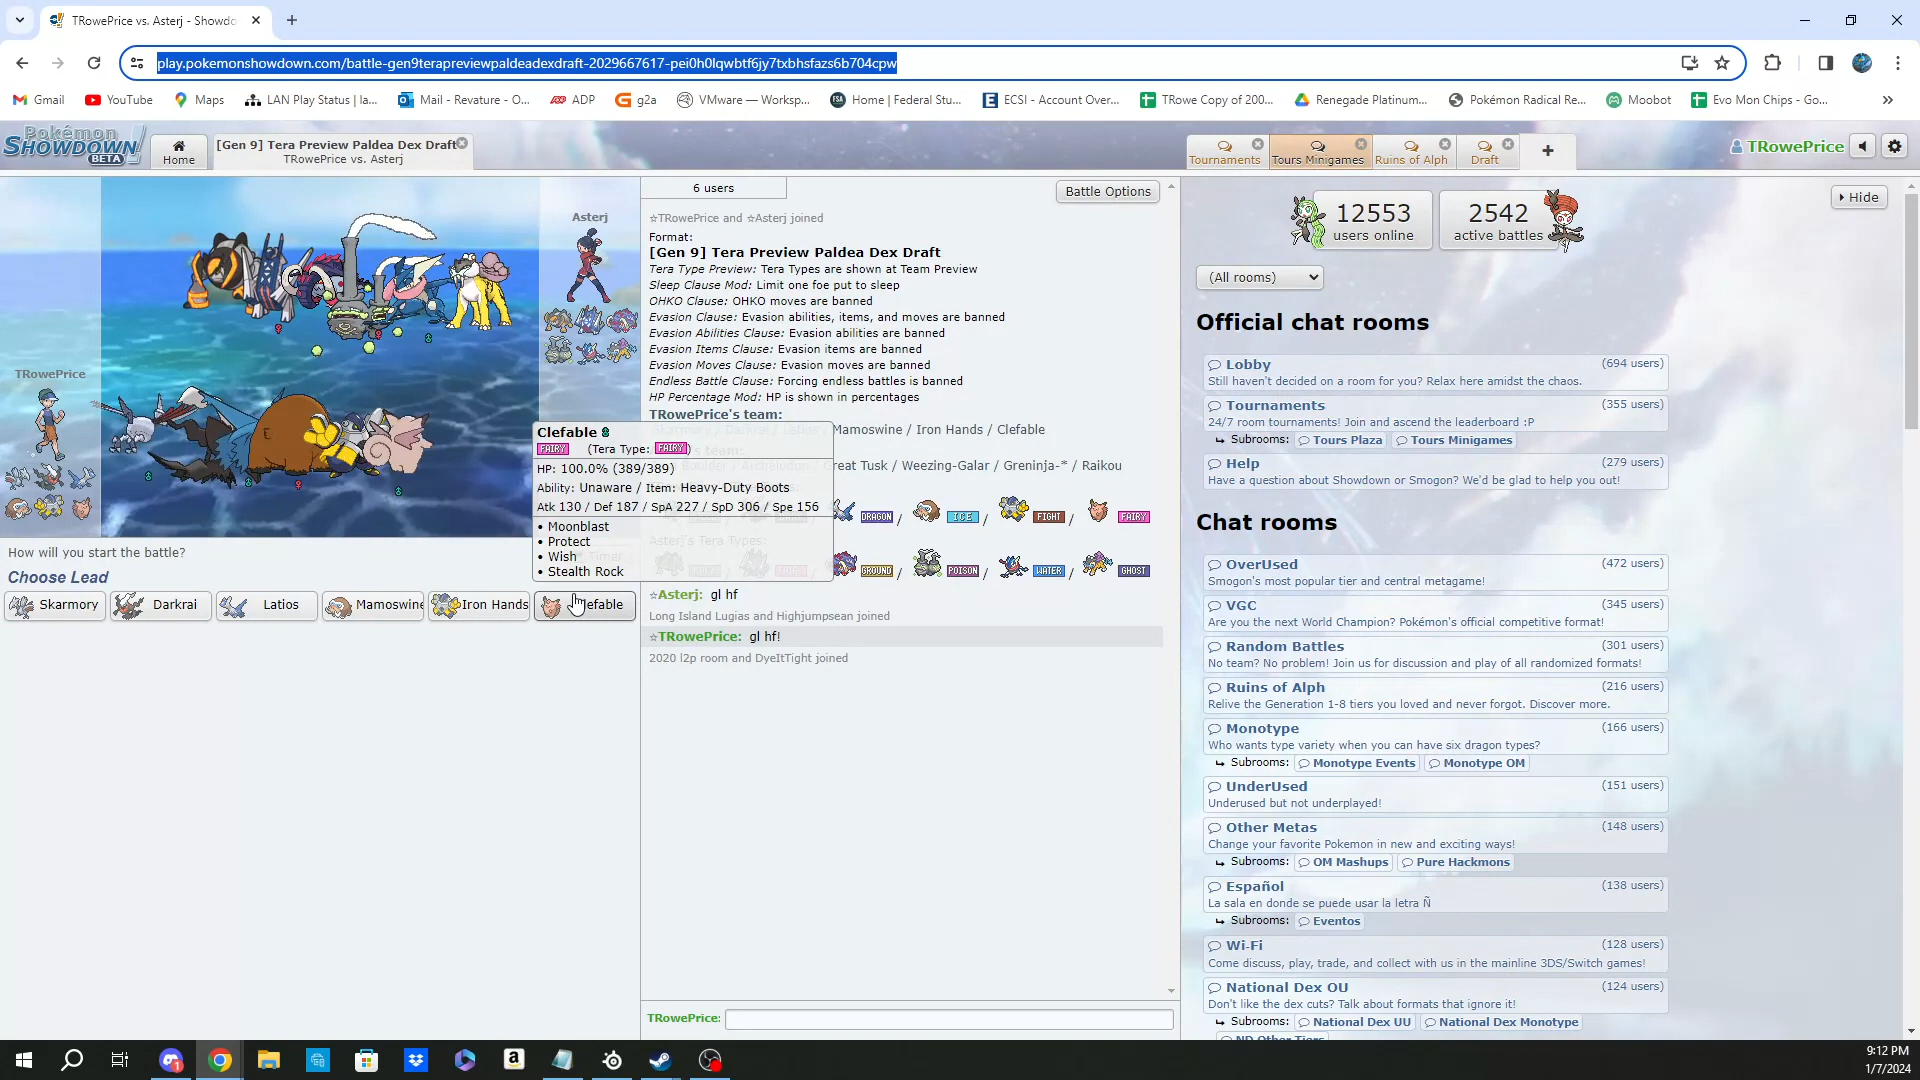 TRowePrice vs. Asterj - Showdo
play.pokemonshowdown.com/battle-gen9terapreviewpaldeadexdraft-2029667617-pei0h0lqwbtf6jy7txbhsfazs6b704cpw
Gmail
YouTube
Maps
LAN Play Status | la...
Mail - Revature - O...
ADP
g2a
VMware — Worksp...
Home | Federal Stu...
ECSI - Account Over...
TRowe Copy of 200...
Renegade Platinum...
Pokémon Radical Re...
Moobot
Evo Mon Chips - Go...
Pokémon
SHOWDOWN!
BETA
Home
[Gen 9] Tera Preview Paldea Dex Draft
TRowePrice vs. Asterj
Tournaments
Tours Minigames
Ruins of Alph
Draft
TRowePrice
Asterj
TRowePrice
How will you start the battle?
Choose Lead
Skarmory
Darkrai
Latios
Mamoswine
Iron Hands
efable
Clefable
FAIRY (Tera Type: FAIRY)
HP: 100.0% (389/389)
Ability: Unaware / Item: Heavy-Duty Boots
Atk 130 / Def 187 / SpA 227 / SpD 306 / Spe 156
• Moonblast
• Protect
• Wish
• Stealth Rock
6 users
Battle Options
☆TRowePrice and ☆Asterj joined
Format:
[Gen 9] Tera Preview Paldea Dex Draft
Tera Type Preview: Tera Types are shown at Team Preview
Sleep Clause Mod: Limit one foe put to sleep
OHKO Clause: OHKO moves are banned
Evasion Clause: Evasion abilities, items, and moves are banned
Evasion Abilities Clause: Evasion abilities are banned
Evasion Items Clause: Evasion items are banned
Evasion Moves Clause: Evasion moves are banned
Endless Battle Clause: Forcing endless battles is banned
HP Percentage Mod: HP is shown in percentages
TRowePrice's team:
Mamoswine / Iron Hands / Clefable
Great Tusk / Weezing-Galar / Greninja-* / Raikou
DRAGON / ICE / FIGHT / FAIRY
Asterj's Tera Types:
GROUND / POISON / WATER / GHOST
☆Asterj: gl hf
Long Island Lugias and Highjumpsean joined
☆TRowePrice: gl hf!
2020 l2p room and DyeItTight joined
TRowePrice:
12553
users online
2542
active battles
Hide
(All rooms)
Official chat rooms
Lobby (694 users)
Still haven't decided on a room for you? Relax here amidst the chaos.
Tournaments (355 users)
24/7 room tournaments! Join and ascend the leaderboard :P
Subrooms: Tours Plaza Tours Minigames
Help (279 users)
Have a question about Showdown or Smogon? We'd be glad to help you out!
Chat rooms
OverUsed (472 users)
Smogon's most popular tier and central metagame!
VGC (345 users)
Are you the next World Champion? Pokémon's official competitive format!
Random Battles (301 users)
No team? No problem! Join us for discussion and play of all randomized formats!
Ruins of Alph (216 users)
Relive the Generation 1-8 tiers you loved and never forgot. Discover more.
Monotype (166 users)
Who wants type variety when you can have six dragon types?
Subrooms: Monotype Events Monotype OM
UnderUsed (151 users)
Underused but not underplayed!
Other Metas (148 users)
Change your favorite Pokemon in new and exciting ways!
Subrooms: OM Mashups Pure Hackmons
Español (138 users)
La sala en donde se puede usar la letra Ñ
Subrooms: Eventos
Wi-Fi (128 users)
Come discuss, play, trade, and collect with us in the mainline 3DS/Switch games!
National Dex OU (124 users)
Don't like the dex cuts? Talk about formats that ignore it!
Subrooms: National Dex UU National Dex Monotype
ND Other Tiers
9:12 PM
1/7/2024